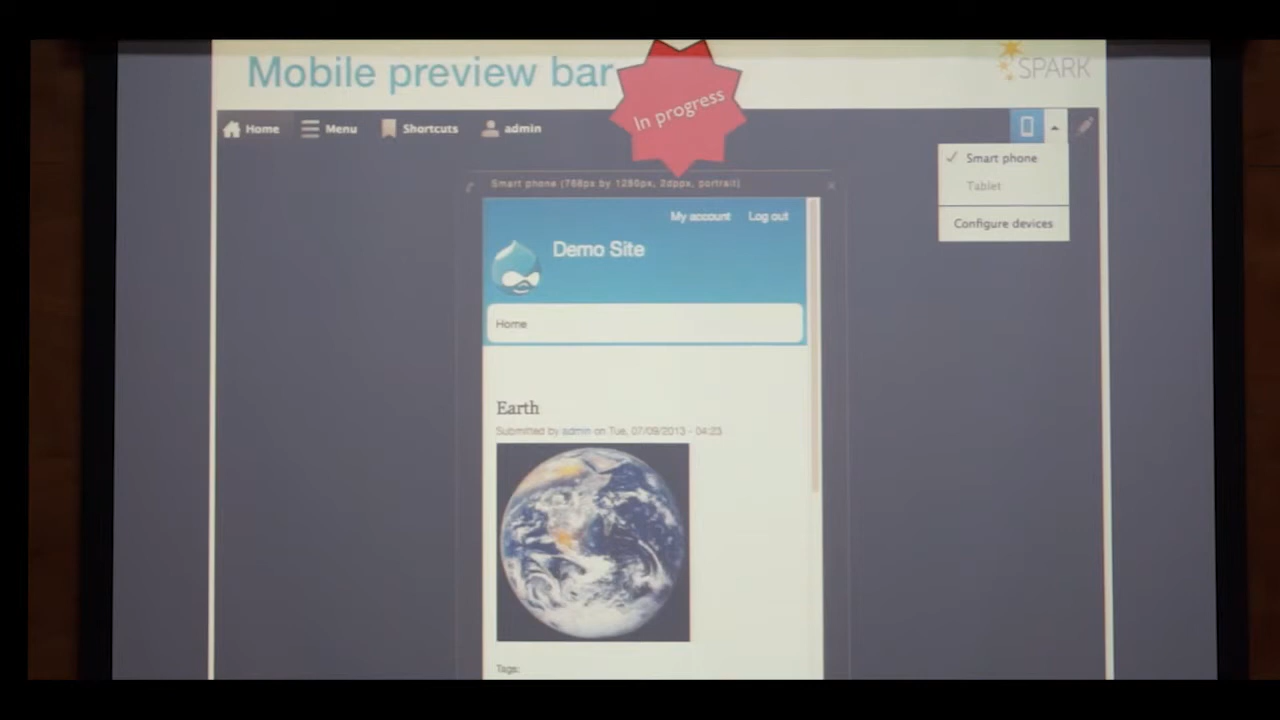 Mobile preview bar
In progress
SPARK
Home
Menu
Shortcuts
admin
Smart phone
Tablet
Configure devices
Smart phone (768px by 1280px, 2dppx, portrait)
My account
Log out
Demo Site
Home
Earth
Submitted by admin on Tue, 07/09/2013 - 04:23
Tags: